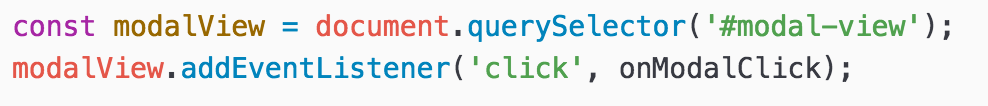 const modalView = document.querySelector('#modal-view');
modalView.addEventListener('click', onModalClick);